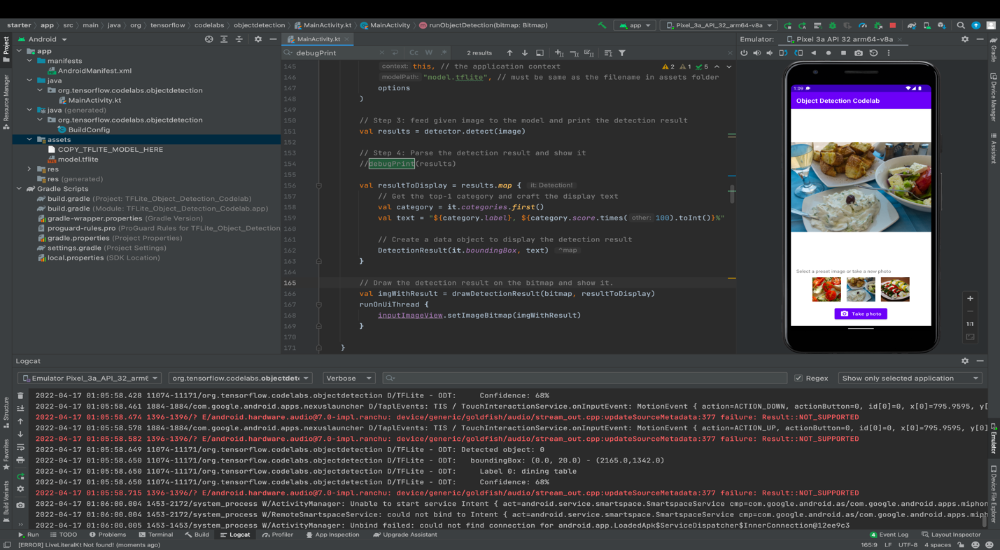 starter app src main java org tensorflow codelabs objectdetection MainActivity.kt MainActivity runObjectDetection(bitmap: Bitmap) app Pixel_3a_API_32_arm64-v8a
Project
Resource Manager
Structure
Favorites
Build Variants
Android
app
manifests
AndroidManifest.xml
java
org.tensorflow.codelabs.objectdetection
MainActivity.kt
java (generated)
org.tensorflow.codelabs.objectdetection
BuildConfig
assets
COPY_TFLITE_MODEL_HERE
model.tflite
res
res (generated)
Gradle Scripts
build.gradle (Project: TFLite_Object_Detection_Codelab)
build.gradle (Module: TFLite_Object_Detection_Codelab.app)
gradle-wrapper.properties (Gradle Version)
proguard-rules.pro (ProGuard Rules for TFLite_Object_Detection
gradle.properties (Project Properties)
settings.gradle (Project Settings)
local.properties (SDK Location)
MainActivity.kt
debugPrint Cc W .* 2 results
2 1 5
145 context: this, // the application context
146 modelPath: "model.tflite", // must be same as the filename in assets folder
147 options
148 )
149
150 // Step 3: feed given image to the model and print the detection result
151 val results = detector.detect(image)
152
153 // Step 4: Parse the detection result and show it
154 //debugPrint(results)
155
156 val resultToDisplay = results.map { it: Detection!
157 // Get the top-1 category and craft the display text
158 val category = it.categories.first()
159 val text = "${category.label}, ${category.score.times( other: 100).toInt()}%"
160
161 // Create a data object to display the detection result
162 DetectionResult(it.boundingBox, text) ^map
163 }
164
165 // Draw the detection result on the bitmap and show it.
166 val imgWithResult = drawDetectionResult(bitmap, resultToDisplay)
167 runOnUiThread {
168 inputImageView.setImageBitmap(imgWithResult)
169 }
170
171 }
Emulator: Pixel 3a API 32 arm64-v8a
1:09
Object Detection Codelab
Select a preset image or take a new photo
Take photo
1:1
Gradle
Device Manager
Assistant
Emulator
Device File Explorer
Logcat
Emulator Pixel_3a_API_32_arm6 org.tensorflow.codelabs.objectdete Verbose Regex Show only selected application
2022-04-17 01:05:58.428 11074-11171/org.tensorflow.codelabs.objectdetection D/TFLite - ODT: Confidence: 68%
2022-04-17 01:05:58.461 1884-1884/com.google.android.apps.nexuslauncher D/TaplEvents: TIS / TouchInteractionService.onInputEvent: MotionEvent { action=ACTION_DOWN, actionButton=0, id[0]=0, x[0]=795.9595, y[0
2022-04-17 01:05:58.474 1396-1396/? E/android.hardware.audio@7.0-impl.ranchu: device/generic/goldfish/audio/stream_out.cpp:updateSourceMetadata:377 failure: Result::NOT_SUPPORTED
2022-04-17 01:05:58.578 1884-1884/com.google.android.apps.nexuslauncher D/TaplEvents: TIS / TouchInteractionService.onInputEvent: MotionEvent { action=ACTION_UP, actionButton=0, id[0]=0, x[0]=795.9595, y[0]
2022-04-17 01:05:58.582 1396-1396/? E/android.hardware.audio@7.0-impl.ranchu: device/generic/goldfish/audio/stream_out.cpp:updateSourceMetadata:377 failure: Result::NOT_SUPPORTED
2022-04-17 01:05:58.649 11074-11171/org.tensorflow.codelabs.objectdetection D/TFLite - ODT: Detected object: 0
2022-04-17 01:05:58.650 11074-11171/org.tensorflow.codelabs.objectdetection D/TFLite - ODT: boundingBox: (0.0, 20.0) - (2165.0,1342.0)
2022-04-17 01:05:58.650 11074-11171/org.tensorflow.codelabs.objectdetection D/TFLite - ODT: Label 0: dining table
2022-04-17 01:05:58.650 11074-11171/org.tensorflow.codelabs.objectdetection D/TFLite - ODT: Confidence: 68%
2022-04-17 01:05:58.715 1396-1396/? E/android.hardware.audio@7.0-impl.ranchu: device/generic/goldfish/audio/stream_out.cpp:updateSourceMetadata:377 failure: Result::NOT_SUPPORTED
2022-04-17 01:06:00.004 1453-2172/system_process W/ActivityManager: Unable to start service Intent { act=android.service.smartspace.SmartspaceService cmp=com.google.android.as/com.google.android.apps.miphon
2022-04-17 01:06:00.004 1453-2172/system_process W/RemoteSmartspaceService: could not bind to Intent { act=android.service.smartspace.SmartspaceService cmp=com.google.android.as/com.google.android.apps.miph
2022-04-17 01:06:00.005 1453-1453/system_process W/ActivityManager: Unbind failed: could not find connection for android.app.LoadedApk$ServiceDispatcher$InnerConnection@12ee9c3
Run TODO Problems Terminal Build Logcat Profiler App Inspection Upgrade Assistant 4 Event Log Layout Inspector
[ERROR] LiveLiteralKt Not found! (moments ago) 165:9 LF UTF-8 4 spaces